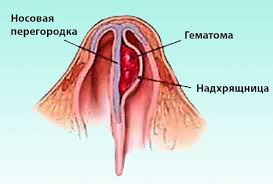 Носовая
перегородка
Гематома
Надхрящница